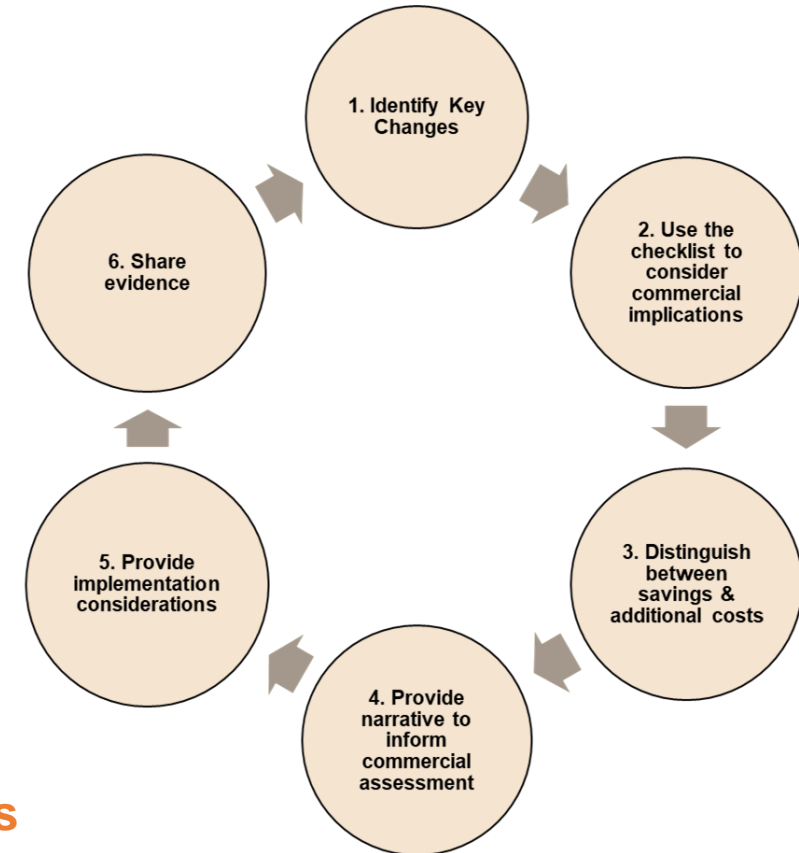 1. Identify Key
Changes
2. Use the
checklist to
consider
commercial
implications
3. Distinguish
between
savings &
additional costs
4. Provide
narrative to
inform
commercial
assessment
5. Provide
implementation
considerations
6. Share
evidence
s